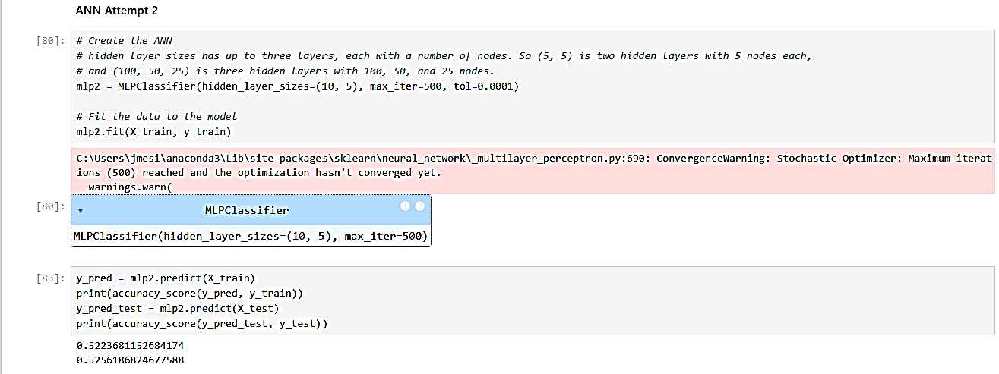 ANN Attempt 2
[80]:
# Create the ANN
# hidden_layer_sizes has up to three layers, each with a number of nodes. So (5, 5) is two hidden layers with 5 nodes each,
# and (100, 50, 25) is three hidden layers with 100, 50, and 25 nodes.
mlp2 = MLPClassifier(hidden_layer_sizes=(10, 5), max_iter=500, tol=0.0001)
# Fit the data to the model
mlp2.fit(X_train, y_train)
C:\Users\jmesi\anaconda3\Lib\site-packages\sklearn\neural_network\_multilayer_perceptron.py:690: ConvergenceWarning: Stochastic Optimizer: Maximum iterat
ions (500) reached and the optimization hasn't converged yet.
warnings.warn(
[80]:
▾ MLPClassifier i ?
MLPClassifier(hidden_layer_sizes=(10, 5), max_iter=500)
[83]:
y_pred = mlp2.predict(X_train)
print(accuracy_score(y_pred, y_train))
y_pred_test = mlp2.predict(X_test)
print(accuracy_score(y_pred_test, y_test))
0.5223681152684174
0.5256186824677588